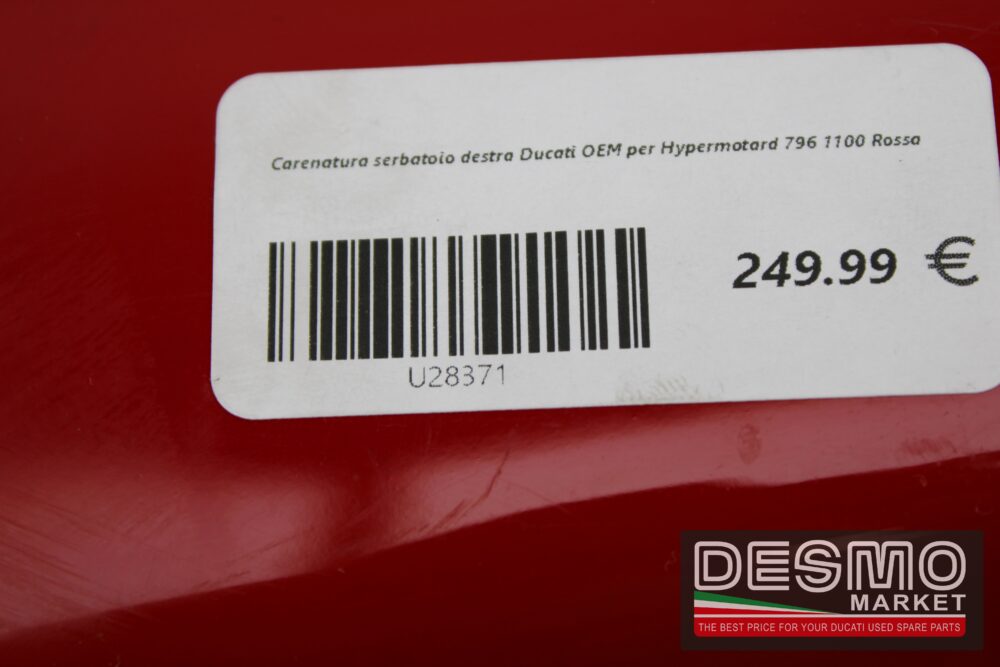 Carenatura serbatoio destra Ducati OEM per Hypermotard 796 1100 Rossa
249.99 €
U28371
DESMO
MARKET
THE BEST PRICE FOR YOUR DUCATI USED SPARE PARTS